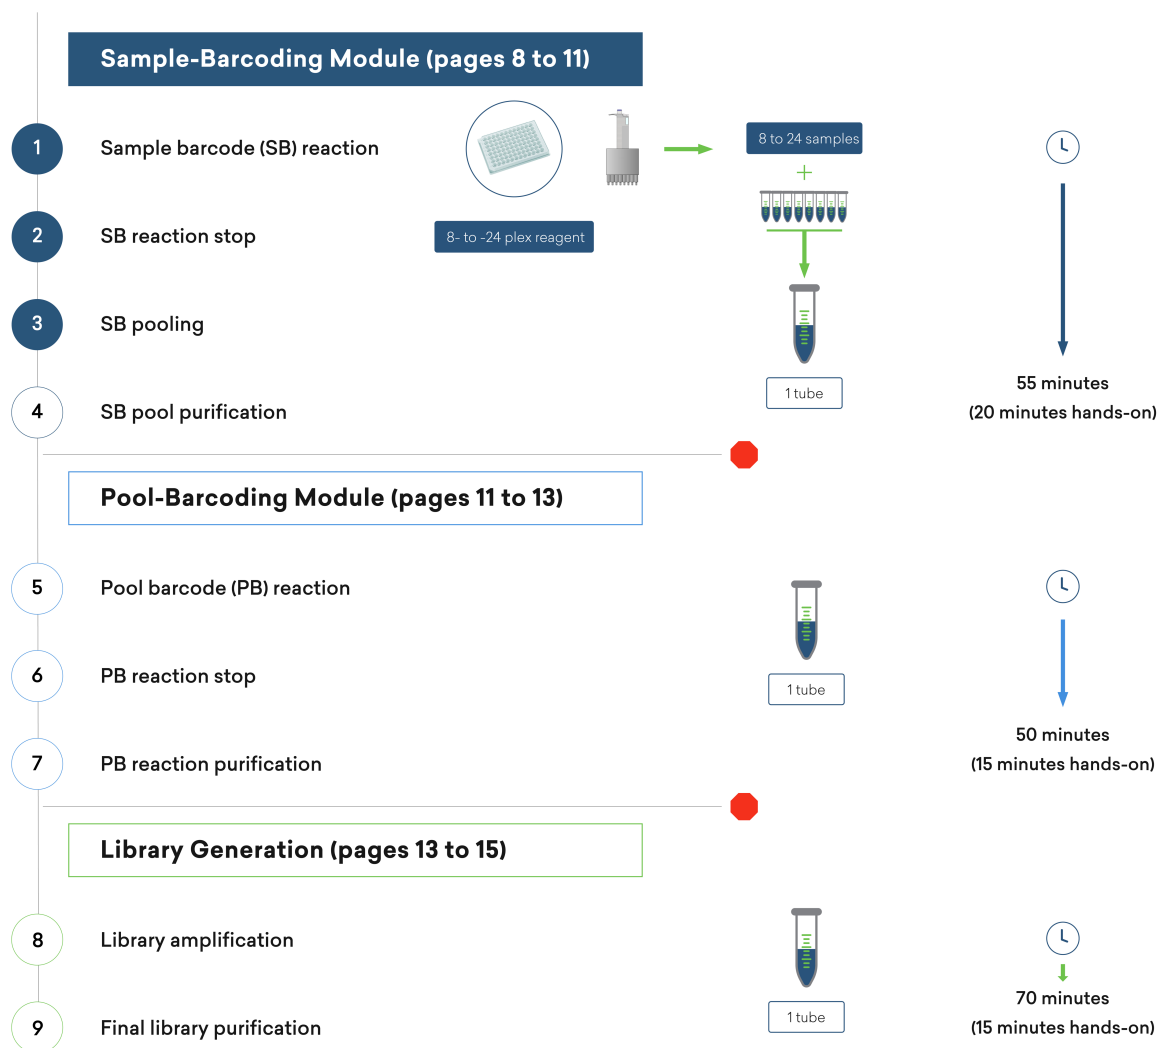 Sample-Barcoding Module (pages 8 to 11)
1
Sample barcode (SB) reaction
8 to 24 samples
+
2
SB reaction stop
8- to -24 plex reagent
3
SB pooling
1 tube
55 minutes
(20 minutes hands-on)
4
SB pool purification
Pool-Barcoding Module (pages 11 to 13)
5
Pool barcode (PB) reaction
6
PB reaction stop
1 tube
50 minutes
(15 minutes hands-on)
7
PB reaction purification
Library Generation (pages 13 to 15)
8
Library amplification
1 tube
70 minutes
(15 minutes hands-on)
9
Final library purification